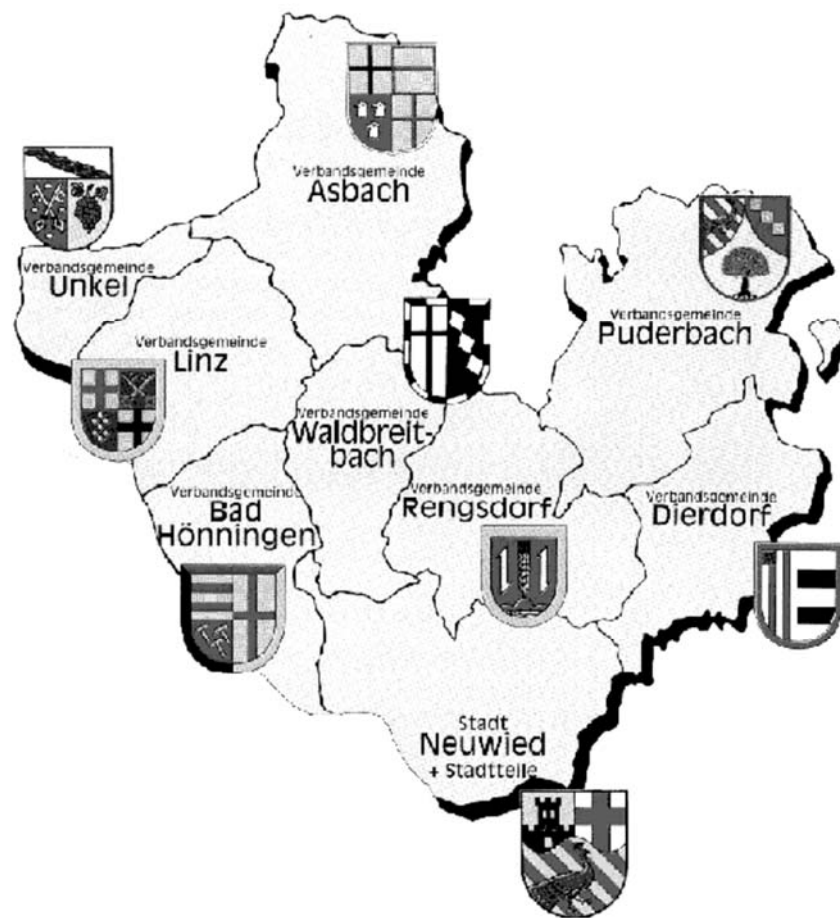 Verbandsgemeinde
Asbach
Verbandsgemeinde
Unkel
Verbandsgemeinde
Linz
Verbandsgemeinde
Puderbach
Verbandsgemeinde
Waldbreit-
bach
Verbandsgemeinde
Bad
Hönningen
Verbandsgemeinde
Rengsdorf
Verbandsgemeinde
Dierdorf
Stadt
Neuwied
+ Stadtteile